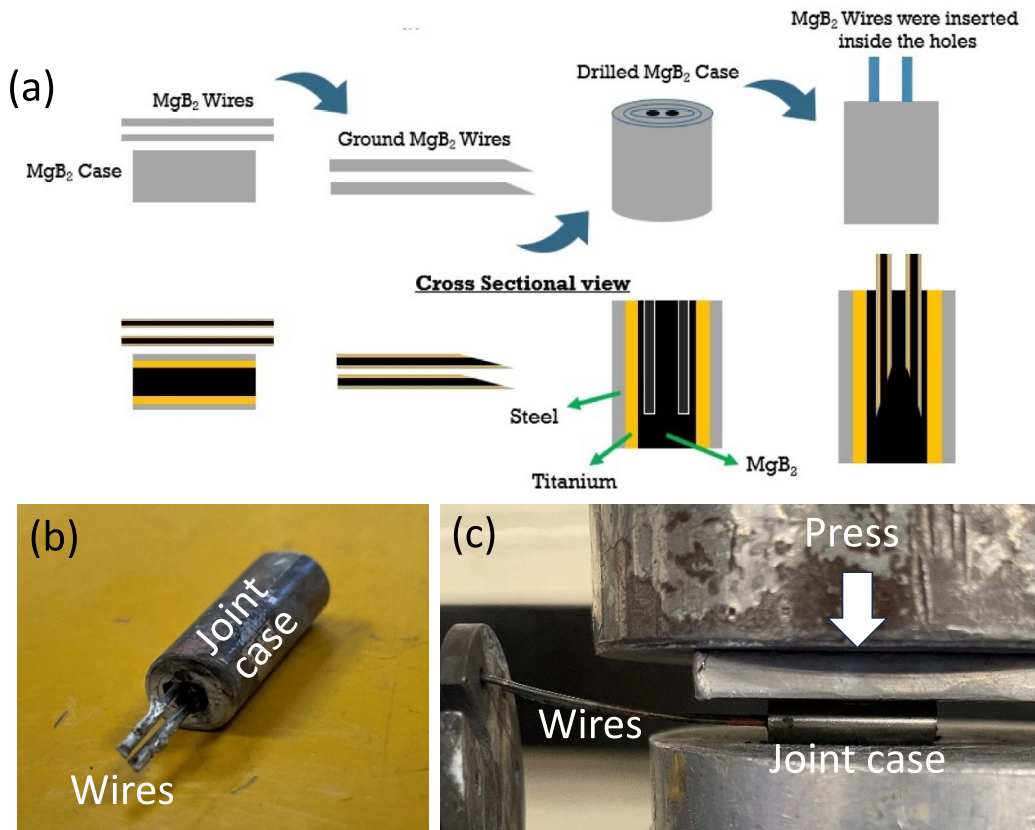 (a)
MgB₂ Wires
MgB₂ Case
Ground MgB₂ Wires
Drilled MgB₂ Case
MgB₂ Wires were inserted
inside the holes
Cross Sectional view
Steel
Titanium
MgB₂
(b)
Joint
case
Wires
(c)
Press
Wires
Joint case